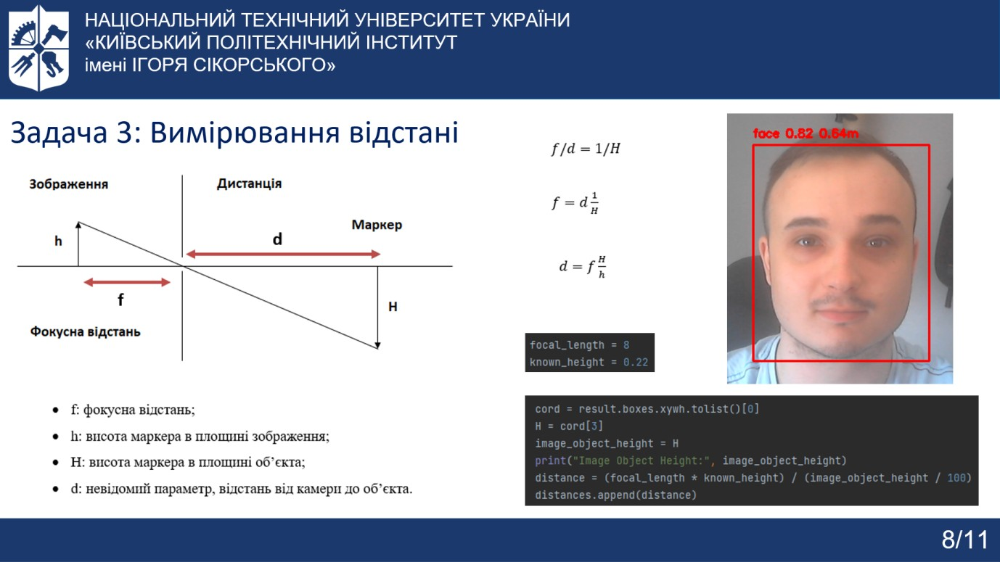 НАЦІОНАЛЬНИЙ ТЕХНІЧНИЙ УНІВЕРСИТЕТ УКРАЇНИ
«КИЇВСЬКИЙ ПОЛІТЕХНІЧНИЙ ІНСТИТУТ
імені ІГОРЯ СІКОРСЬКОГО»
Задача 3: Вимірювання відстані
Зображення
Дистанція
Маркер
h
d
f
H
Фокусна відстань
• f: фокусна відстань;
• h: висота маркера в площині зображення;
• H: висота маркера в площині об’єкта;
• d: невідомий параметр, відстань від камери до об’єкта.
f/d = 1/H
f = d 1/H
d = f H/h
focal_length = 8
known_height = 0.22
face 0.82 0.64m
cord = result.boxes.xywh.tolist()[0]
H = cord[3]
image_object_height = H
print("Image Object Height:", image_object_height)
distance = (focal_length * known_height) / (image_object_height / 100)
distances.append(distance)
8/11